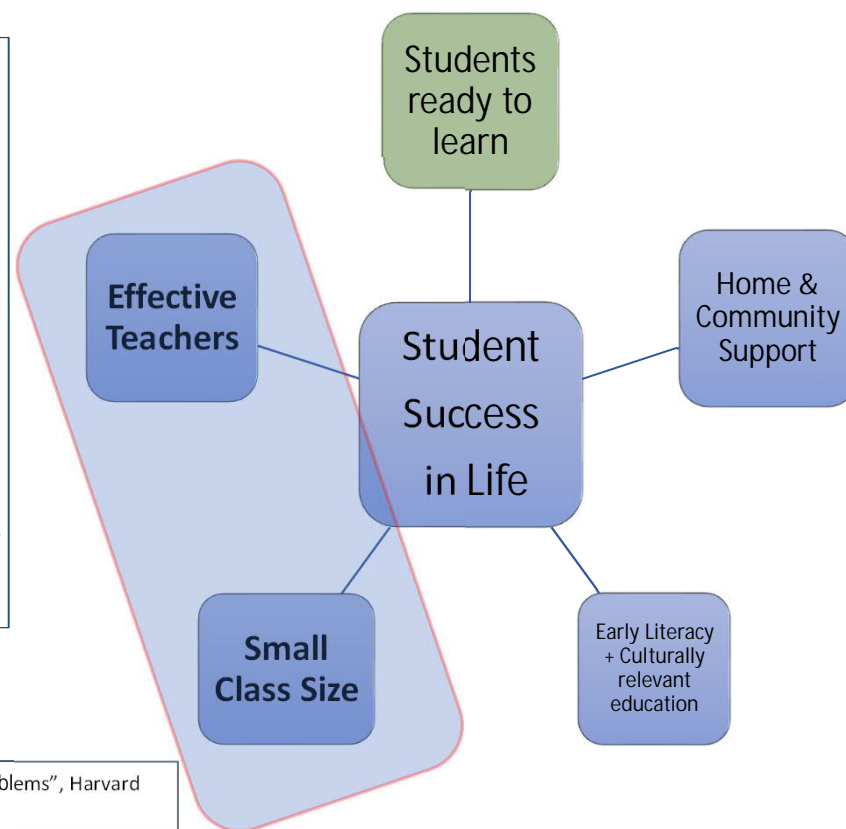 Students
ready to
learn
Effective
Teachers
Home &
Community
Support
Student
Success
in Life
Small
Class Size
Early Literacy
+ Culturally
relevant
education
", Harvard